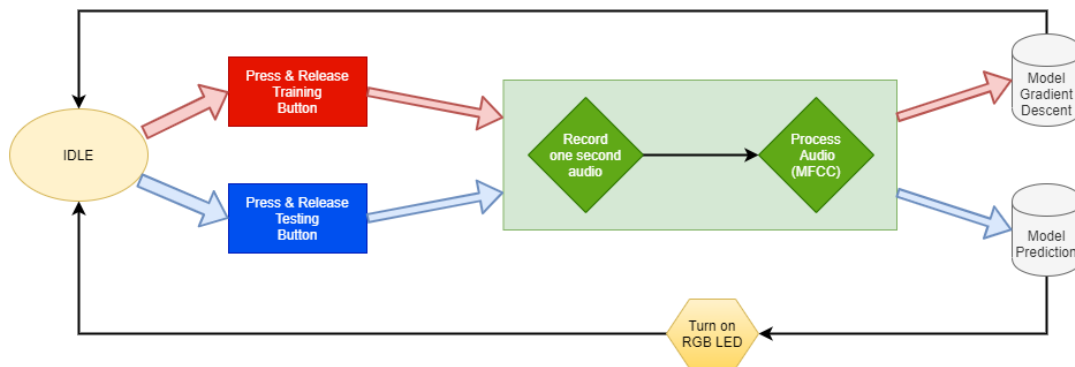 IDLE
Press & Release
Training
Button
Press & Release
Testing
Button
Record
one second
audio
Process
Audio
(MFCC)
Model
Gradient
Descent
Model
Prediction
Turn on
RGB LED